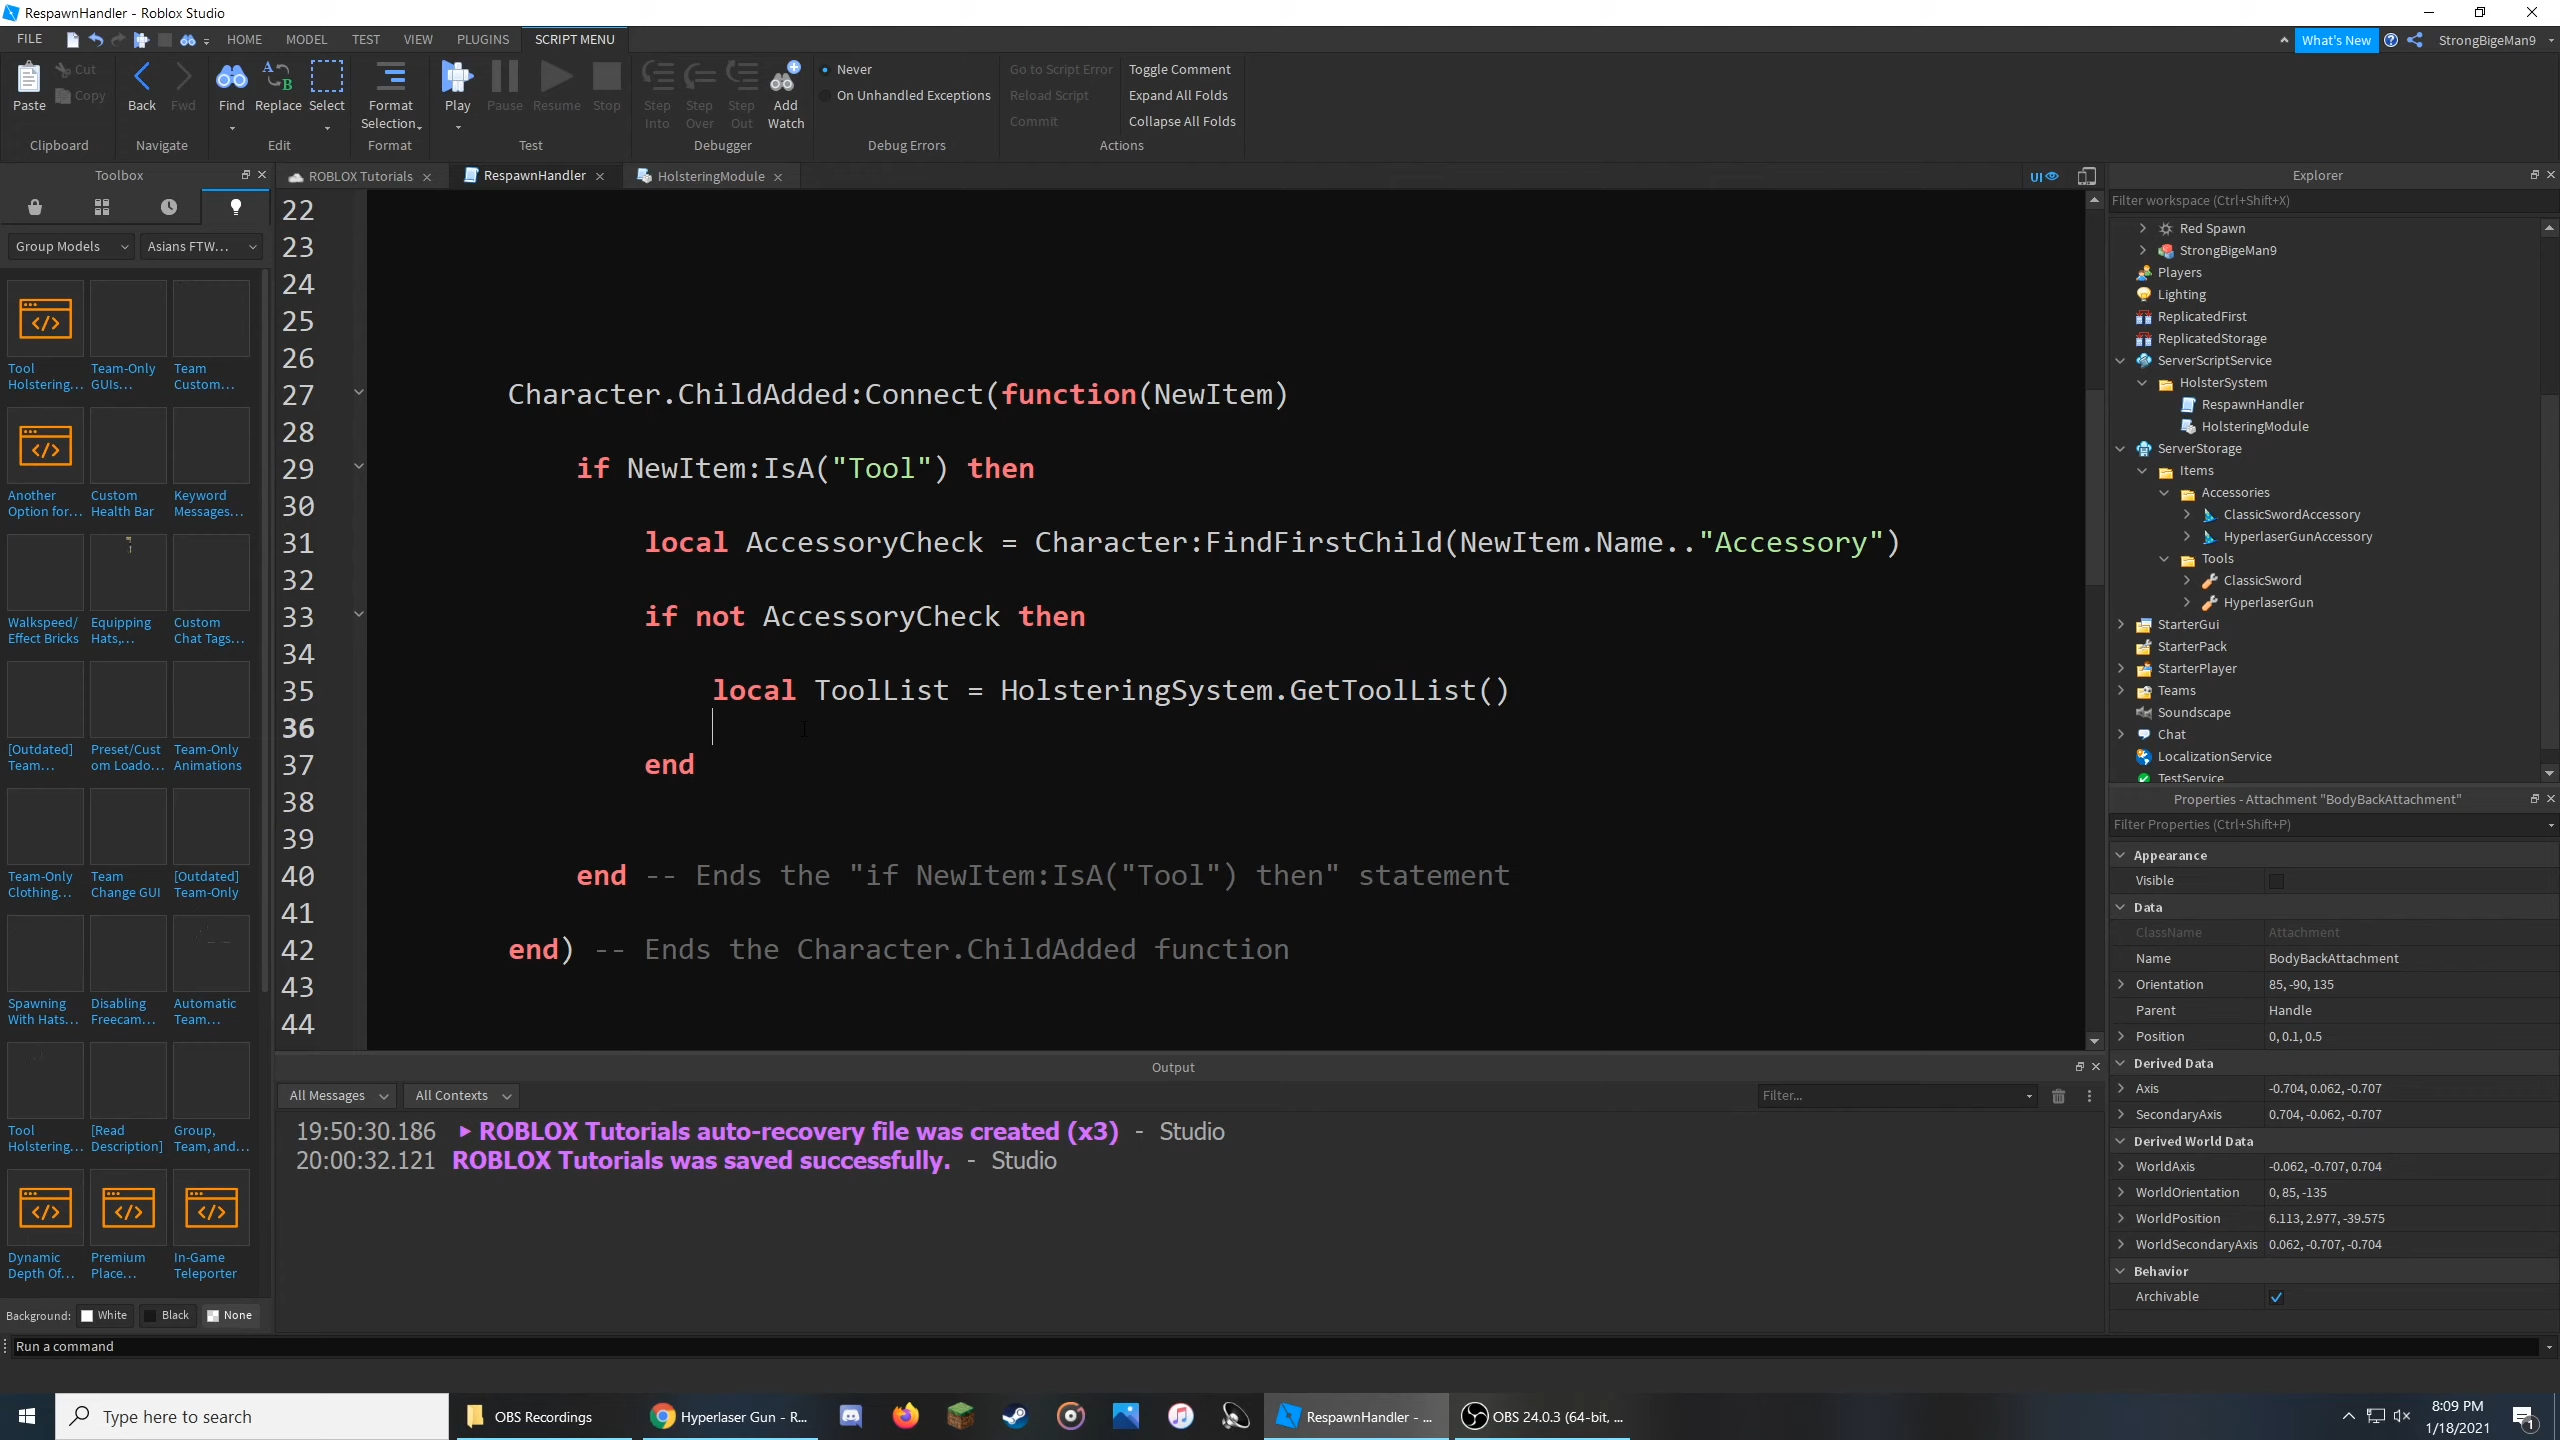 RespawnHandler - Roblox Studio
FILE HOME MODEL TEST VIEW PLUGINS SCRIPT MENU What's New StrongBigeMan9
Paste Cut Copy Back Fwd Find Replace Select Format Selection Play Pause Resume Stop Step Into Step Over Step Out Add Watch Never On Unhandled Exceptions Go to Script Error Reload Script Commit Toggle Comment Expand All Folds Collapse All Folds
Clipboard Navigate Edit Format Test Debugger Debug Errors Actions
Toolbox
ROBLOX Tutorials RespawnHandler HolsteringModule UI
Group Models Asians FTW...
Tool Holstering... Team-Only GUIs... Team Custom...
Another Option for... Custom Health Bar Keyword Messages...
Walkspeed/ Effect Bricks Equipping Hats,... Custom Chat Tags...
[Outdated] Team... Preset/Cust om Loado... Team-Only Animations
Team-Only Clothing... Team Change GUI [Outdated] Team-Only
Spawning With Hats... Disabling Freecam... Automatic Team...
Tool Holstering... [Read Description] Group, Team, and...
Dynamic Depth Of... Premium Place... In-Game Teleporter
Background: White Black None
22
23
24
25
26
27 Character.ChildAdded:Connect(function(NewItem)
28
29 if NewItem:IsA("Tool") then
30
31 local AccessoryCheck = Character:FindFirstChild(NewItem.Name.."Accessory")
32
33 if not AccessoryCheck then
34
35 local ToolList = HolsteringSystem.GetToolList()
36
37 end
38
39
40 end -- Ends the "if NewItem:IsA("Tool") then" statement
41
42 end) -- Ends the Character.ChildAdded function
43
44
Output
All Messages All Contexts Filter...
19:50:30.186 ROBLOX Tutorials auto-recovery file was created (x3) - Studio
20:00:32.121 ROBLOX Tutorials was saved successfully. - Studio
Explorer
Filter workspace (Ctrl+Shift+X)
Red Spawn
StrongBigeMan9
Players
Lighting
ReplicatedFirst
ReplicatedStorage
ServerScriptService
HolsterSystem
RespawnHandler
HolsteringModule
ServerStorage
Items
Accessories
ClassicSwordAccessory
HyperlaserGunAccessory
Tools
ClassicSword
HyperlaserGun
StarterGui
StarterPack
StarterPlayer
Teams
Soundscape
Chat
LocalizationService
TestService
Properties - Attachment "BodyBackAttachment"
Filter Properties (Ctrl+Shift+P)
Appearance
Visible
Data
ClassName Attachment
Name BodyBackAttachment
Orientation 85, -90, 135
Parent Handle
Position 0, 0.1, 0.5
Derived Data
Axis -0.704, 0.062, -0.707
SecondaryAxis 0.704, -0.062, -0.707
Derived World Data
WorldAxis -0.062, -0.707, 0.704
WorldOrientation 0, 85, -135
WorldPosition 6.113, 2.977, -39.575
WorldSecondaryAxis 0.062, -0.707, -0.704
Behavior
Archivable
Run a command
Type here to search OBS Recordings Hyperlaser Gun - R... RespawnHandler - ... OBS 24.0.3 (64-bit, ...
8:09 PM
1/18/2021
1